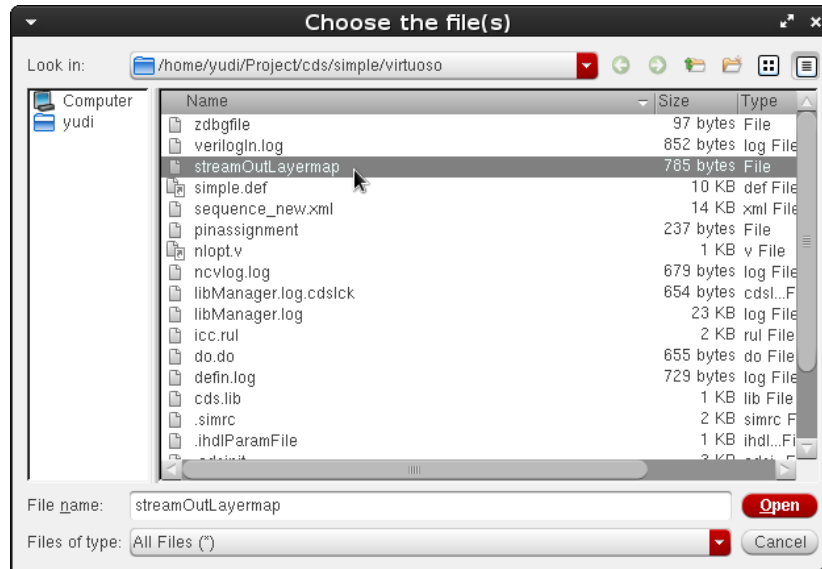 Choose the file(s)
Look in: /home/yudi/Project/cds/simple/virtuoso
Computer
yudi
Name Size Type
zdbgfile 97 bytes File
verilogIn.log 852 bytes log File
streamOutLayermap 785 bytes File
simple.def 10 KB def File
sequence_new.xml 14 KB xml File
pinassignment 237 bytes File
nlopt.v 1 KB v File
ncvlog.log 679 bytes log File
libManager.log.cdslck 654 bytes cdsl...F
libManager.log 23 KB log File
icc.rul 2 KB rul File
do.do 655 bytes do File
defin.log 729 bytes log File
cds.lib 1 KB lib File
.simrc 2 KB simrc F
.ihdlParamFile 1 KB ihdl...Fi
File name: streamOutLayermap Open
Files of type: All Files (*) Cancel